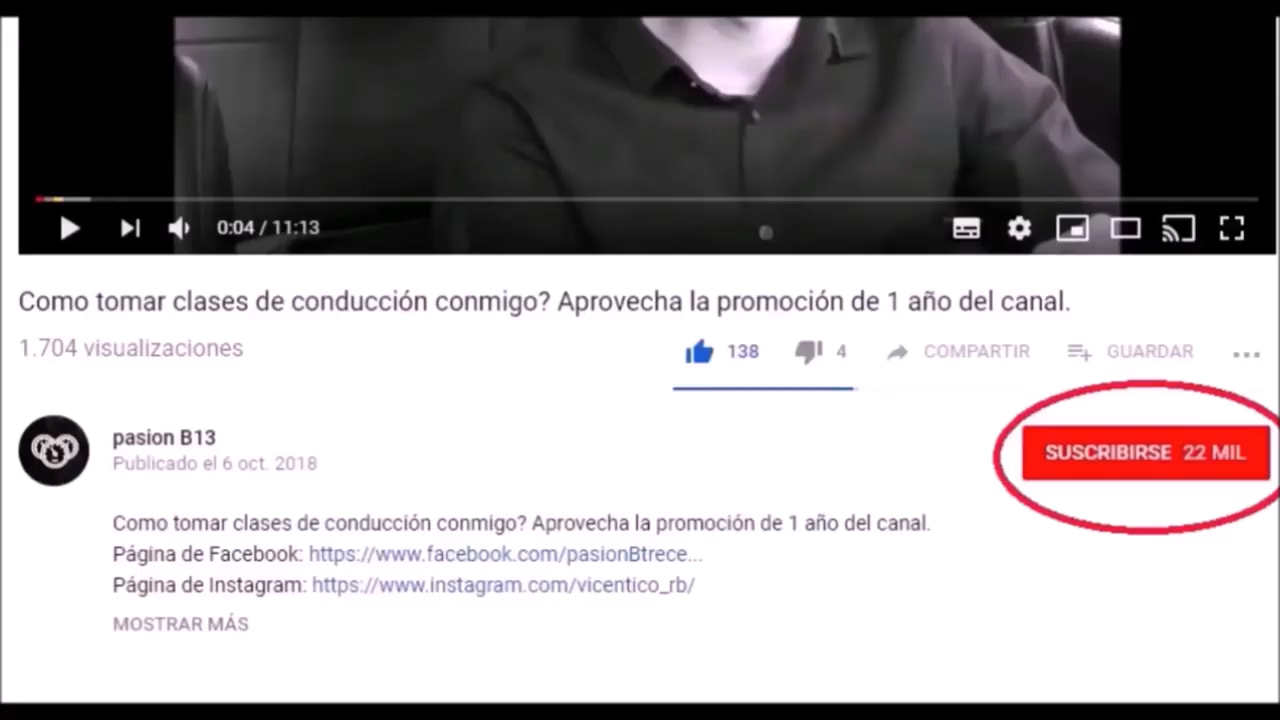 0:04 / 11:13
Como tomar clases de conducción conmigo? Aprovecha la promoción de 1 año del canal.
1.704 visualizaciones
138
4
COMPARTIR
GUARDAR
pasion B13
Publicado el 6 oct. 2018
SUSCRIBIRSE 22 MIL
Como tomar clases de conducción conmigo? Aprovecha la promoción de 1 año del canal.
Página de Facebook: https://www.facebook.com/pasionBtrece...
Página de Instagram: https://www.instagram.com/vicentico_rb/
MOSTRAR MÁS